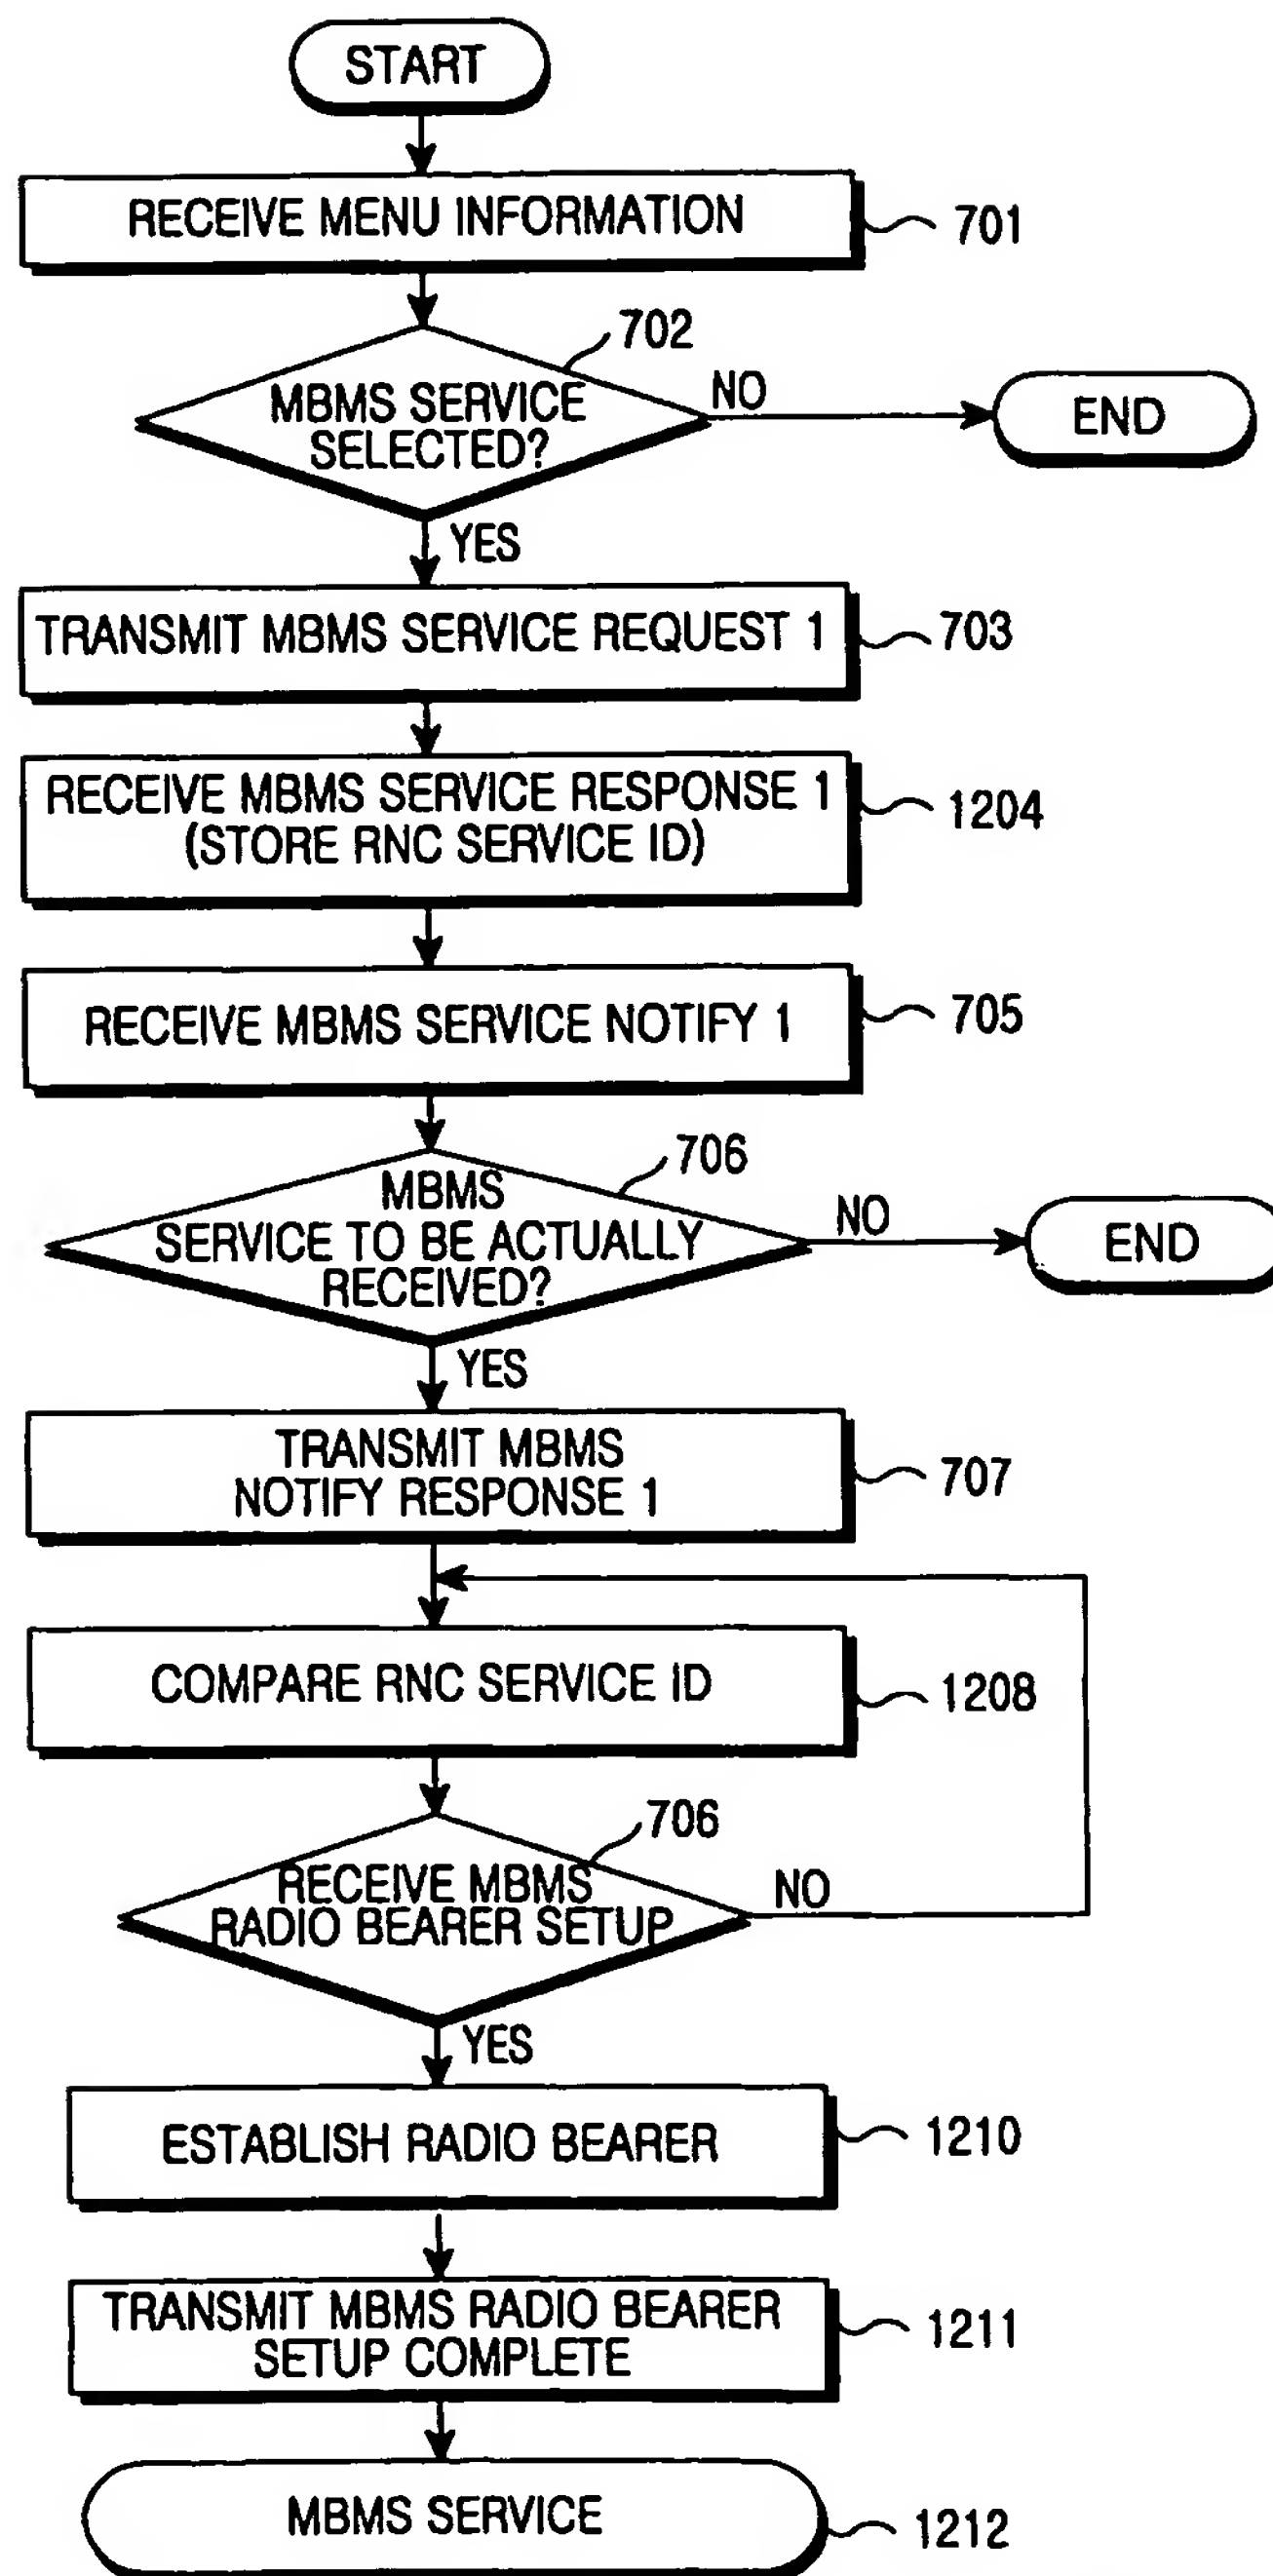 START
RECEIVE MENU INFORMATION
701
702
MBMS SERVICE
SELECTED?
NO
END
YES
TRANSMIT MBMS SERVICE REQUEST 1
703
RECEIVE MBMS SERVICE RESPONSE 1
(STORE RNC SERVICE ID)
1204
RECEIVE MBMS SERVICE NOTIFY 1
705
706
MBMS
SERVICE TO BE ACTUALLY
RECEIVED?
NO
END
YES
TRANSMIT MBMS
NOTIFY RESPONSE 1
707
COMPARE RNC SERVICE ID
1208
706
RECEIVE MBMS
RADIO BEARER SETUP
NO
YES
ESTABLISH RADIO BEARER
1210
TRANSMIT MBMS RADIO BEARER
SETUP COMPLETE
1211
MBMS SERVICE
1212